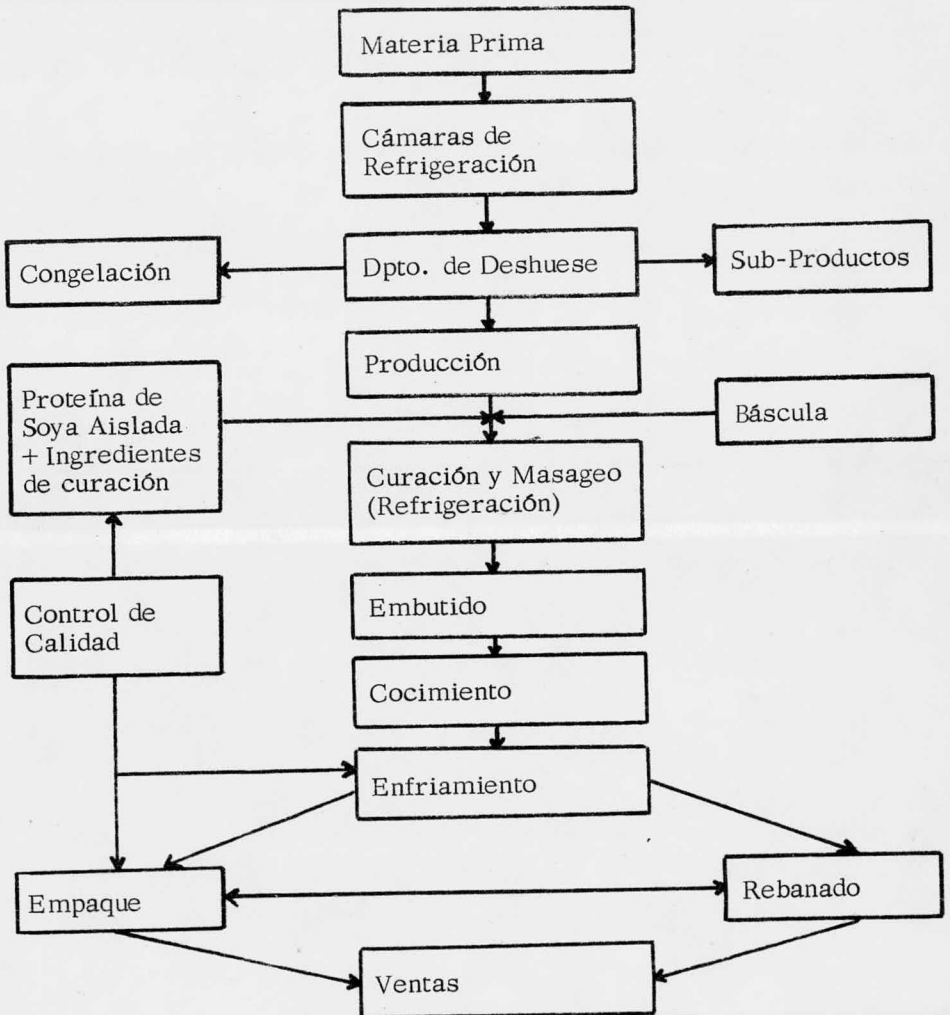 Materia Prima
Cámaras de
Refrigeración
Congelación
Dpto. de Deshuese
Sub-Productos
Producción
Proteína de
Soya Aislada
+ Ingredientes
de curación
Báscula
Curación y Masageo
(Refrigeración)
Control de
Calidad
Embutido
Cocimiento
Enfriamiento
Empaque
Rebanado
Ventas